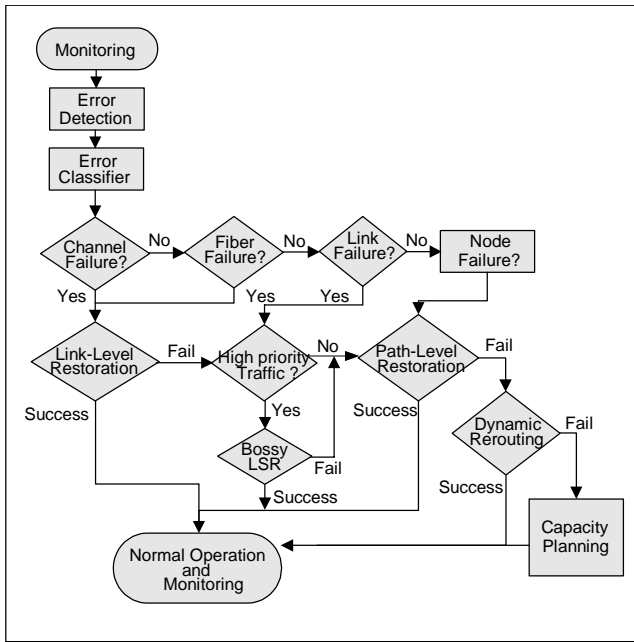 Monitoring
Error
Detection
Error
Classifier
Channel
Failure?
No
Fiber
Failure?
No
Link
Failure?
No
Node
Failure?
Yes
Yes
Yes
Link-Level
Restoration
Fail
High priority
Traffic ?
No
Path-Level
Restoration
Fail
Success
Yes
Success
Bossy
LSR
Fail
Dynamic
Rerouting
Fail
Success
Success
Normal Operation
and
Monitoring
Capacity
Planning